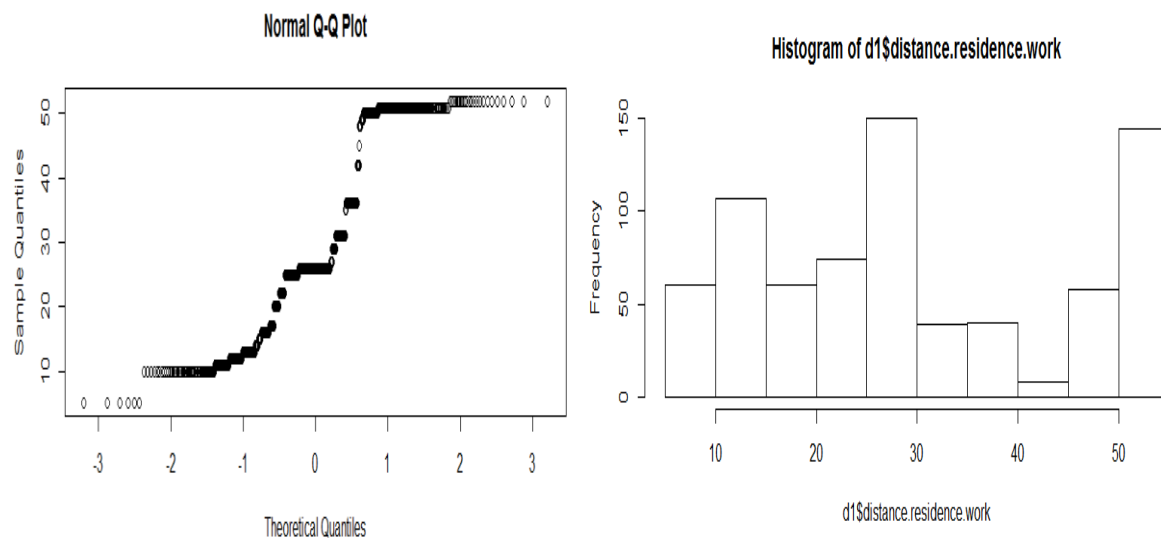 Normal Q-Q Plot
Sample Quantiles
50
40
30
20
10
-3 -2 -1 0 1 2 3
Theoretical Quantiles
Histogram of d1$distance.residence.work
Frequency
150
100
50
0
10 20 30 40 50
d1$distance.residence.work